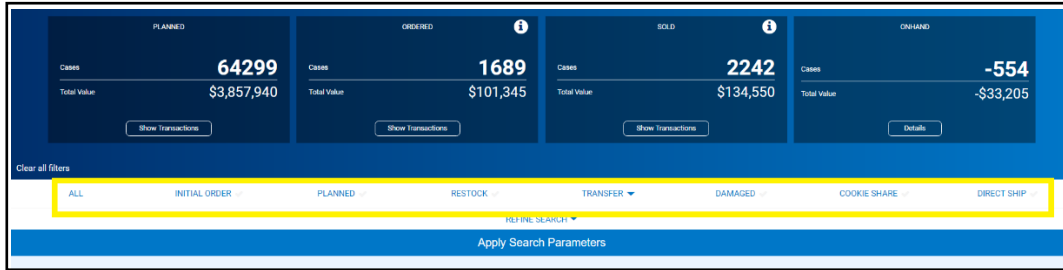 PLANNED ORDERED SOLD ONHAND
Cases 64299 Cases 1689 Cases 2242 Cases -554
Total Value $3,857,940 Total Value $101,345 Total Value $134,550 Total Value -$33,205
Show Transactions Show Transactions Show Transactions Details
Clear all filters
ALL INITIAL ORDER PLANNED RESTOCK TRANSFER DAMAGED COOKIE SHARE DIRECT SHIP
REFINE SEARCH
Apply Search Parameters